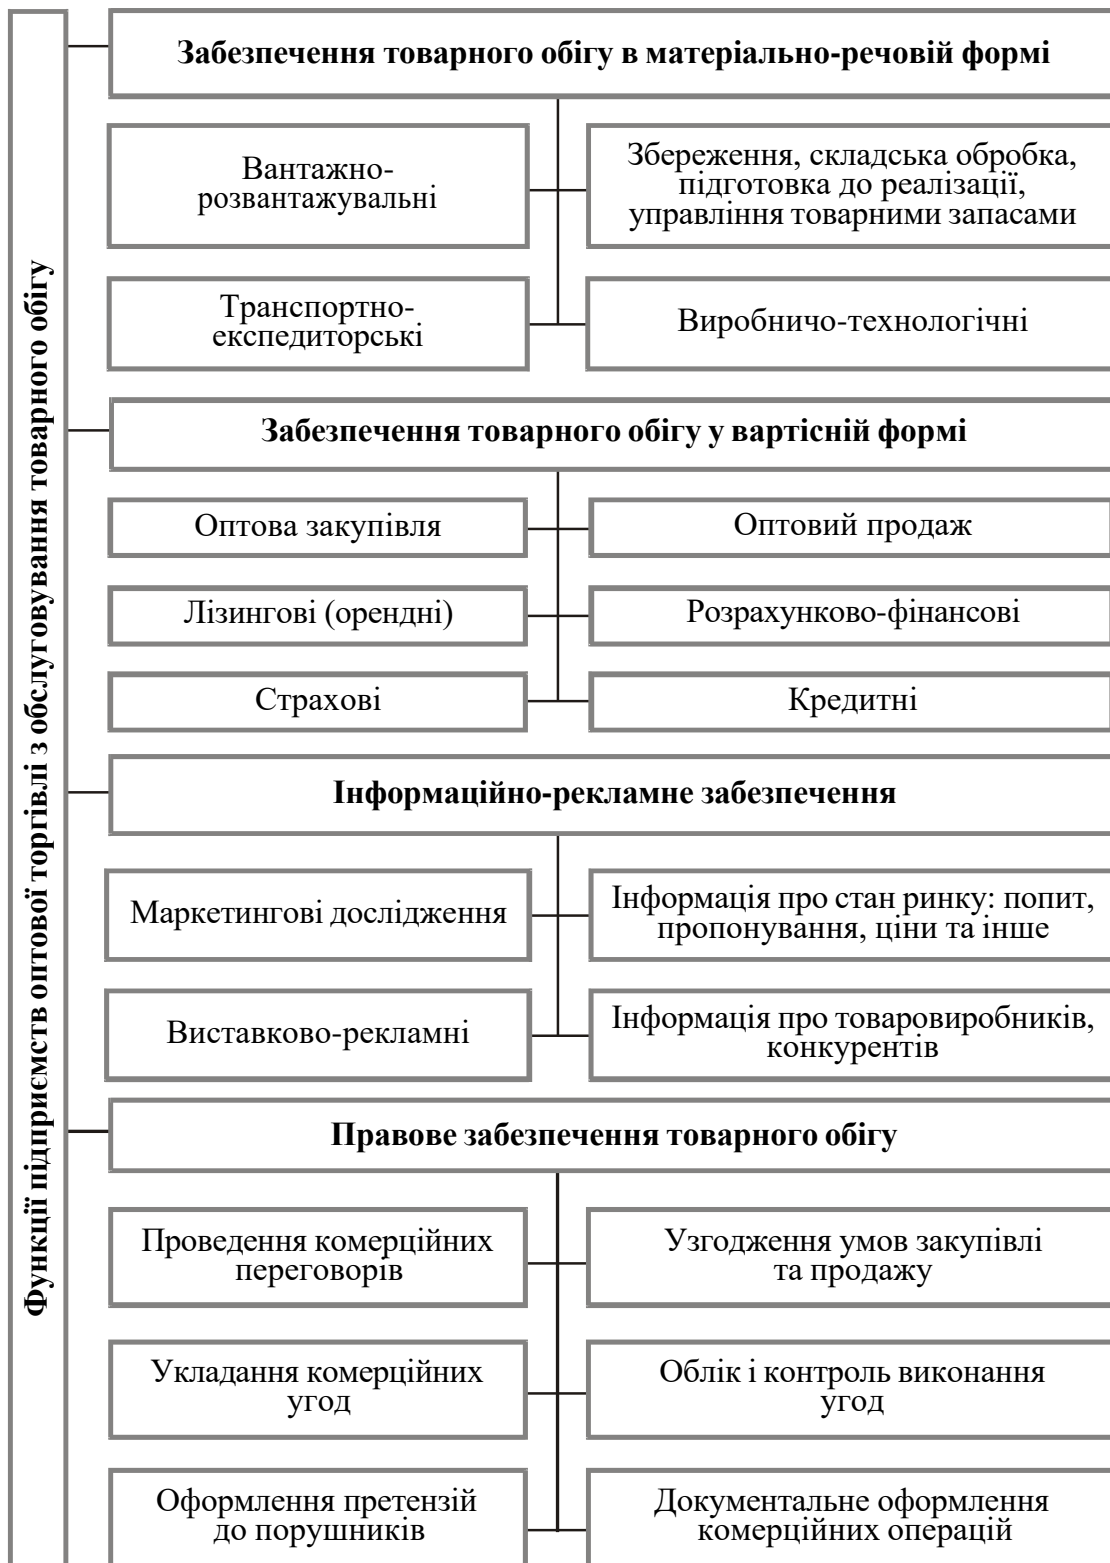 Функції підприємств оптової торгівлі з обслуговування товарного обігу
Забезпечення товарного обігу в матеріально-речовій формі
Вантажно-
розвантажувальні
Збереження, складська обробка,
підготовка до реалізації,
управління товарними запасами
Транспортно-
експедиторські
Виробничо-технологічні
Забезпечення товарного обігу у вартісній формі
Оптова закупівля
Оптовий продаж
Лізингові (орендні)
Розрахунково-фінансові
Страхові
Кредитні
Інформаційно-рекламне забезпечення
Маркетингові дослідження
Інформація про стан ринку: попит,
пропонування, ціни та інше
Виставково-рекламні
Інформація про товаровиробників,
конкурентів
Правове забезпечення товарного обігу
Проведення комерційних
переговорів
Узгодження умов закупівлі
та продажу
Укладання комерційних
угод
Облік і контроль виконання
угод
Оформлення претензій
до порушників
Документальне оформлення
комерційних операцій